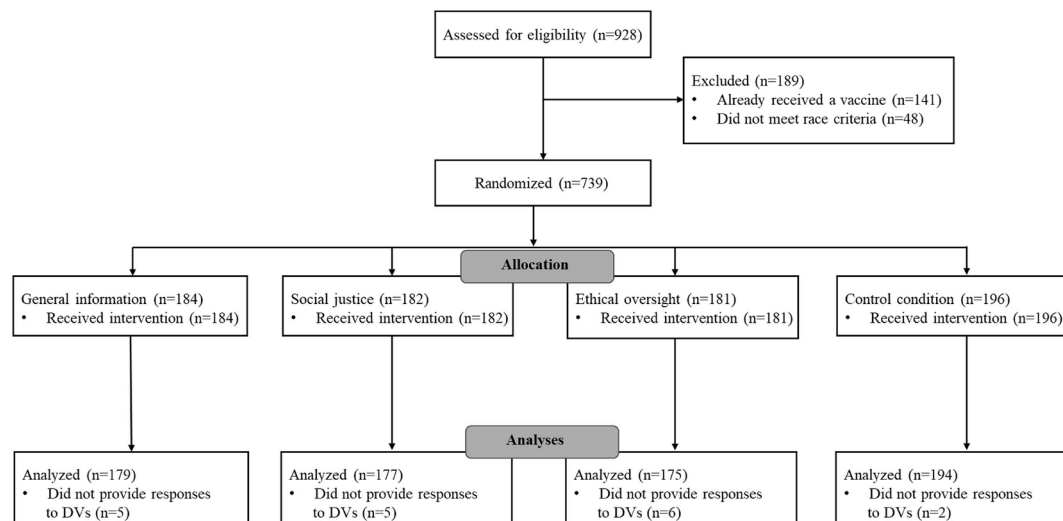 Assessed for eligibility (n=928)
Excluded (n=189)
• Already received a vaccine (n=141)
• Did not meet race criteria (n=48)
Randomized (n=739)
Allocation
General information (n=184)
• Received intervention (n=184)
Social justice (n=182)
• Received intervention (n=182)
Ethical oversight (n=181)
• Received intervention (n=181)
Control condition (n=196)
• Received intervention (n=196)
Analyses
Analyzed (n=179)
• Did not provide responses
to DVs (n=5)
Analyzed (n=177)
• Did not provide responses
to DVs (n=5)
Analyzed (n=175)
• Did not provide responses
to DVs (n=6)
Analyzed (n=194)
• Did not provide responses
to DVs (n=2)